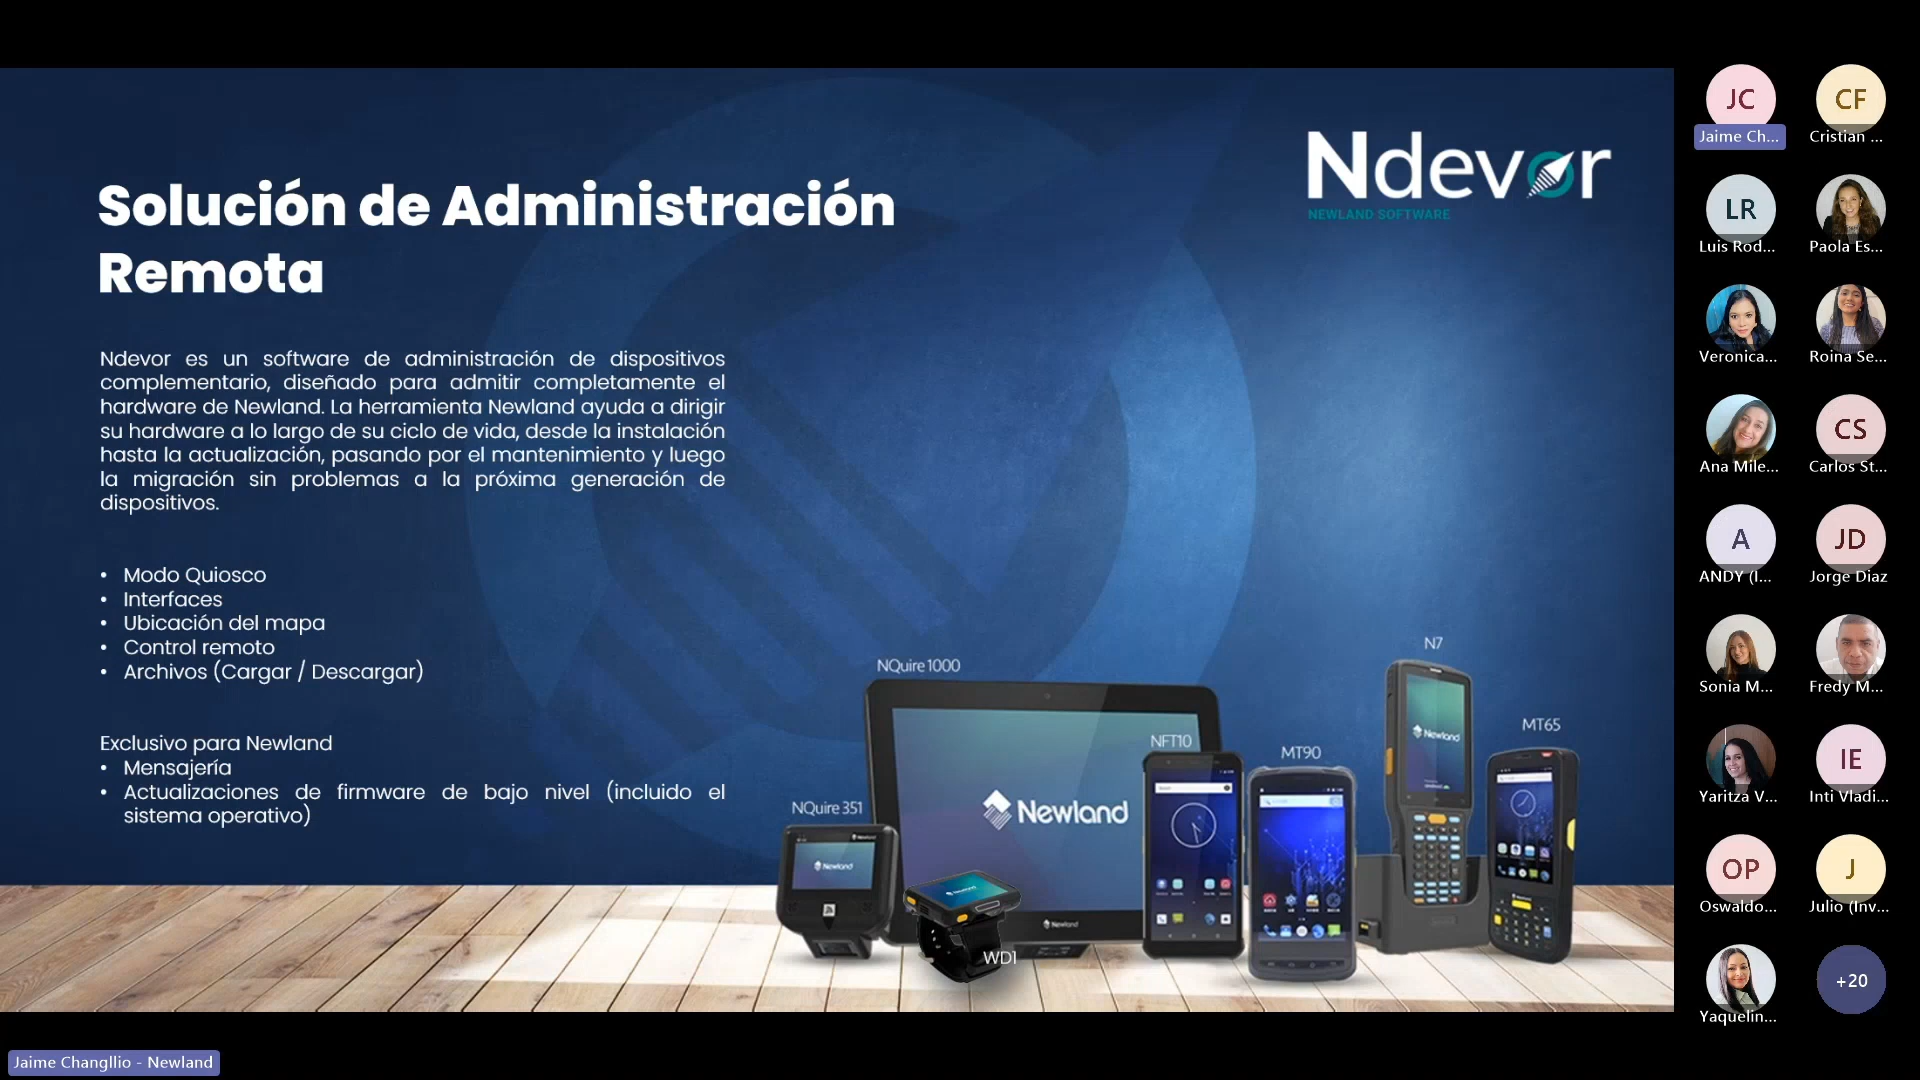 Ndevor
NEWLAND SOFTWARE
Solución de Administración
Remota
Ndevor es un software de administración de dispositivos
complementario, diseñado para admitir completamente el
hardware de Newland. La herramienta Newland ayuda a dirigir
su hardware a lo largo de su ciclo de vida, desde la instalación
hasta la actualización, pasando por el mantenimiento y luego
la migración sin problemas a la próxima generación de
dispositivos.
• Modo Quiosco
• Interfaces
• Ubicación del mapa
• Control remoto
• Archivos (Cargar / Descargar)
Exclusivo para Newland
• Mensajería
• Actualizaciones de firmware de bajo nivel (incluido el
sistema operativo)
NQuire 351
Newland
NQuire 1000
Newland
Newland
WD1
NFT10
MT90
N7
Newland
MT65
JC
Jaime Ch...
CF
Cristian ...
LR
Luis Rod...
Paola Es...
Veronica...
Roina Se...
Ana Mile...
CS
Carlos St...
A
ANDY (I...
JD
Jorge Diaz
Sonia M...
Fredy M...
Yaritza V...
IE
Inti Vladi...
OP
Oswaldo...
J
Julio (Inv...
Yaquelin...
+20
Jaime Changllio - Newland